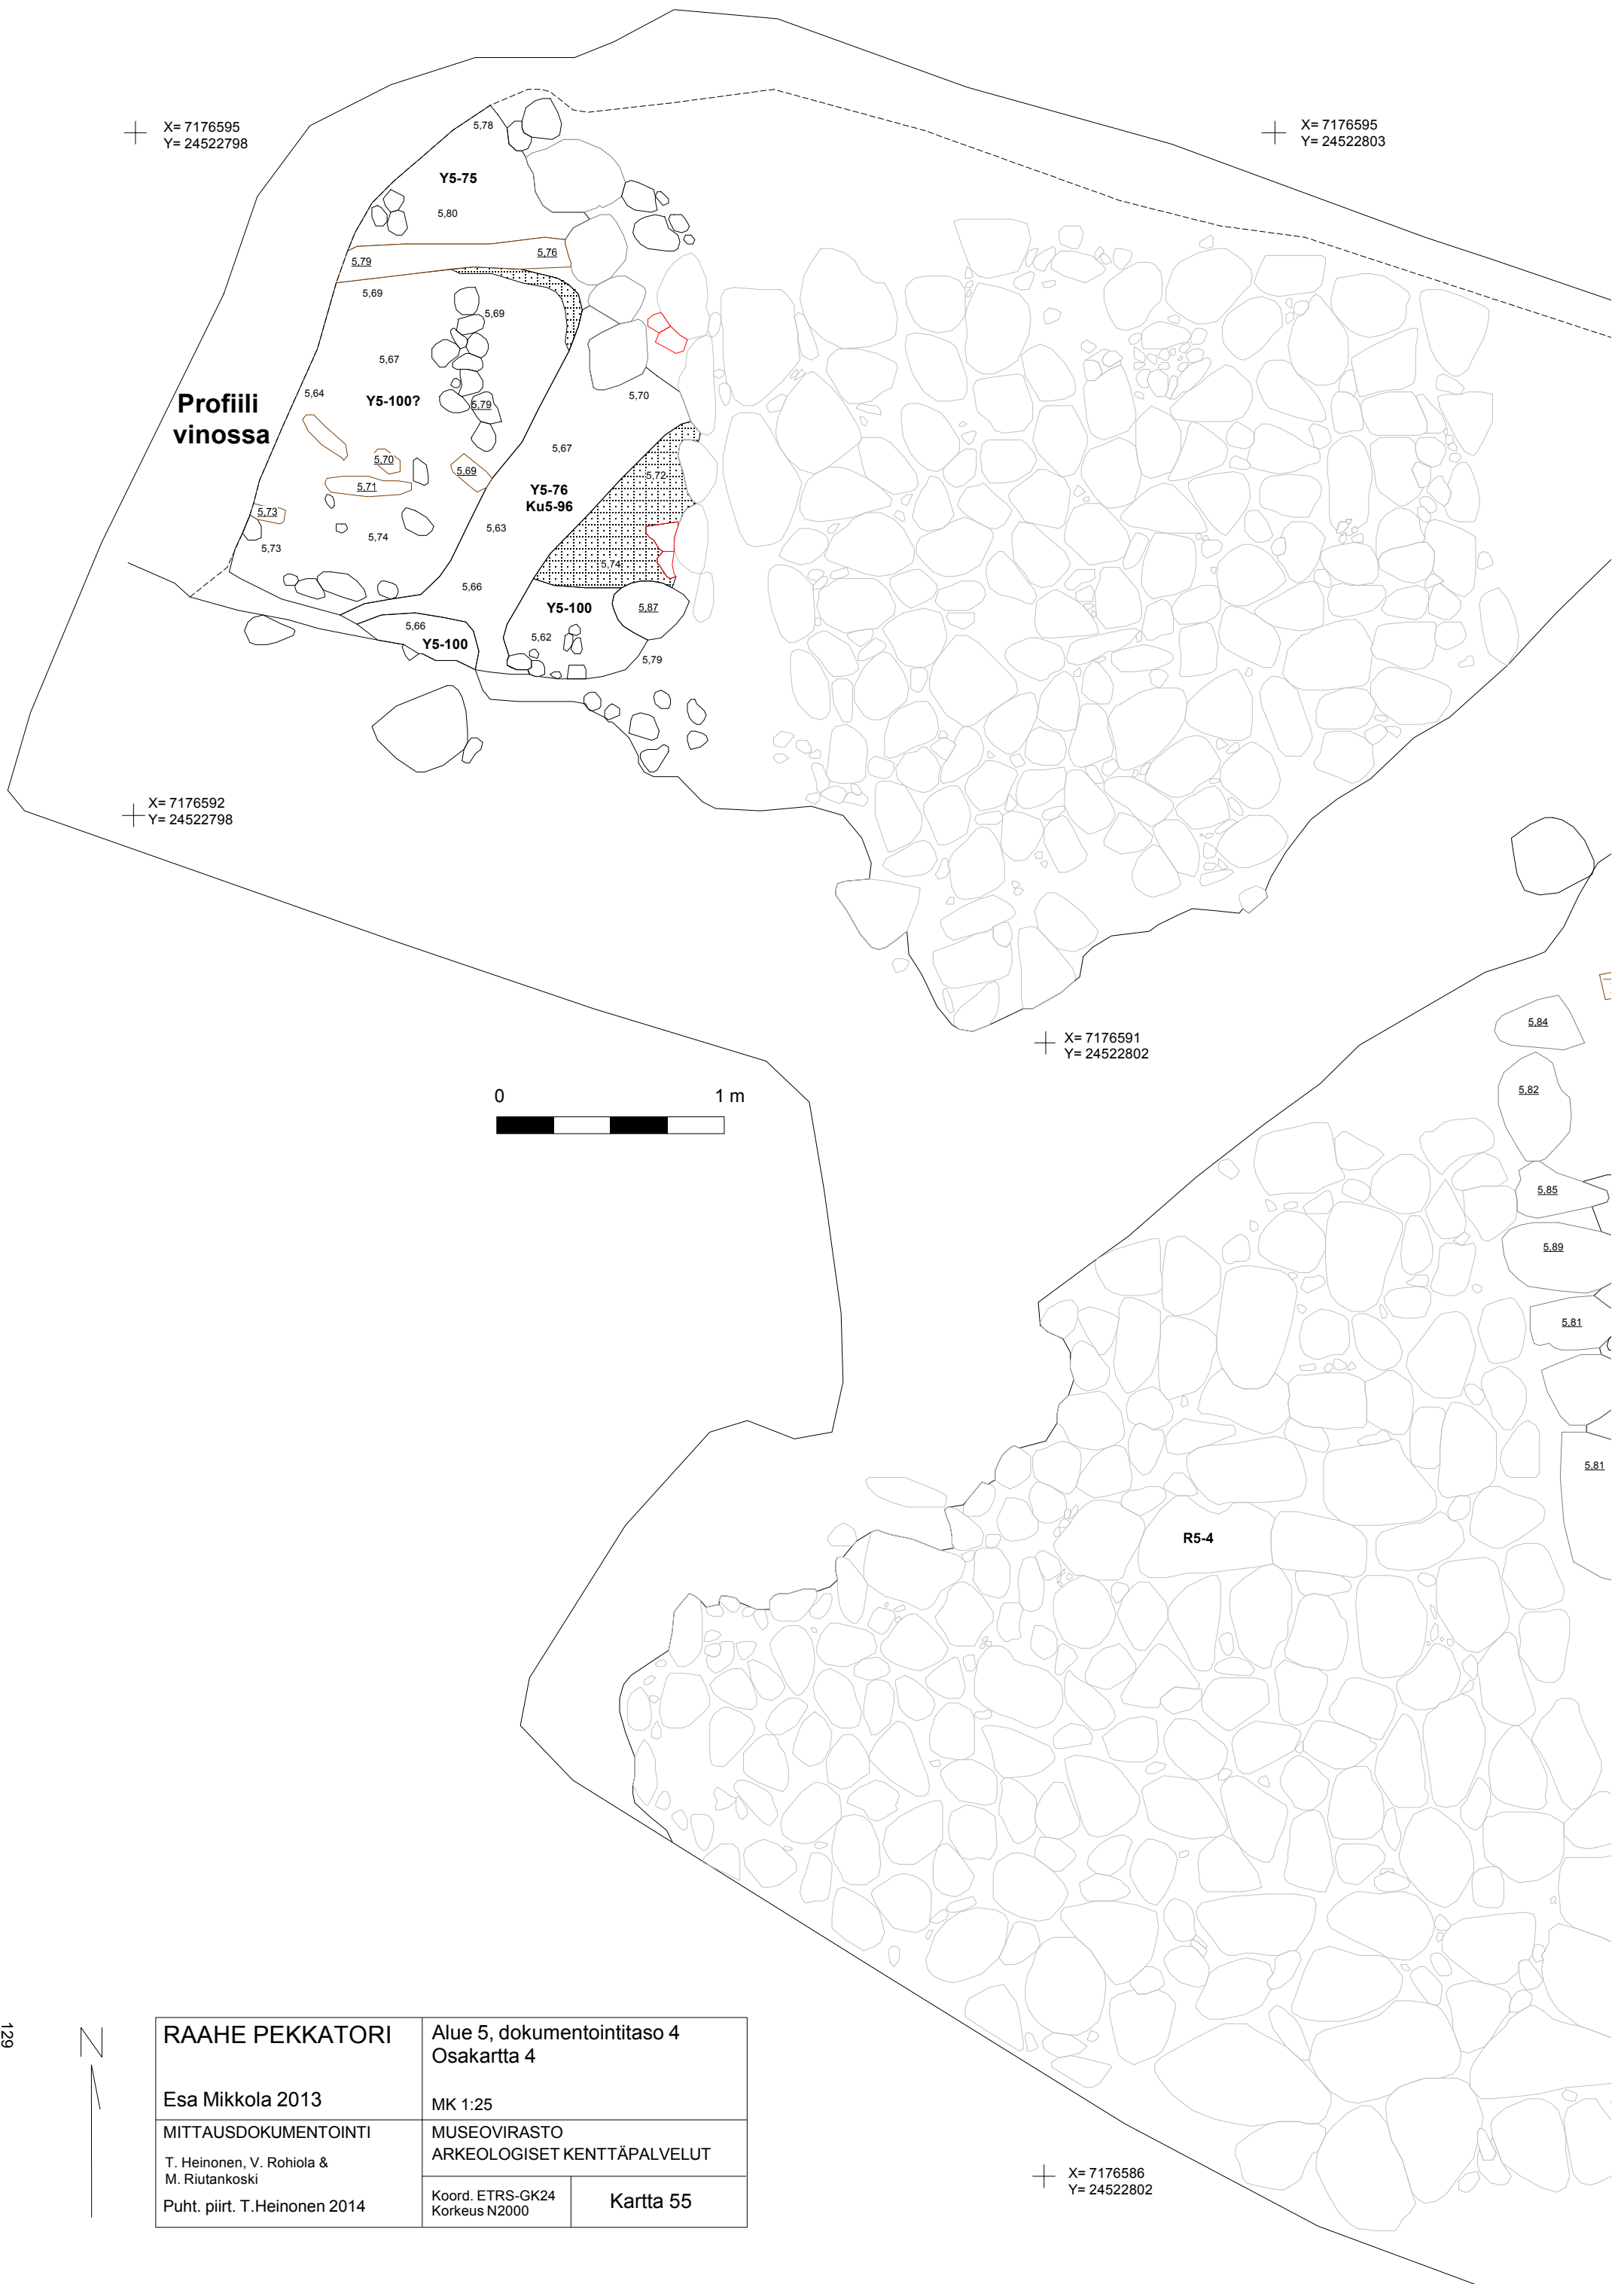 X= 7176595
Y= 24522798
X= 7176595
Y= 24522803
5,78
Y5-75
5,80
5,79
5,76
5,69
5,69
5,67
5,64
Y5-100?
5,79
5,70
Profiili
vinossa
5,67
5,70
5,69
5,72
5,71
Y5-76
Ku5-96
5,73
5,63
5,74
5,73
5,74
5,66
Y5-100
5,87
5,66
Y5-100
5,62
5,79
X= 7176592
Y= 24522798
X= 7176591
Y= 24522802
5,84
5,82
0 1 m
5,85
5,89
5,81
5,81
R5-4
129
N
RAAHE PEKKATORI
Esa Mikkola 2013
Alue 5, dokumentointitaso 4
Osakartta 4
MK 1:25
MITTAUSDOKUMENTOINTI
T. Heinonen, V. Rohiola &
M. Riutankoski
Puht. piirt. T.Heinonen 2014
MUSEOVIRASTO
ARKEOLOGISET KENTTÄPALVELUT
Koord. ETRS-GK24
Korkeus N2000
Kartta 55
X= 7176586
Y= 24522802